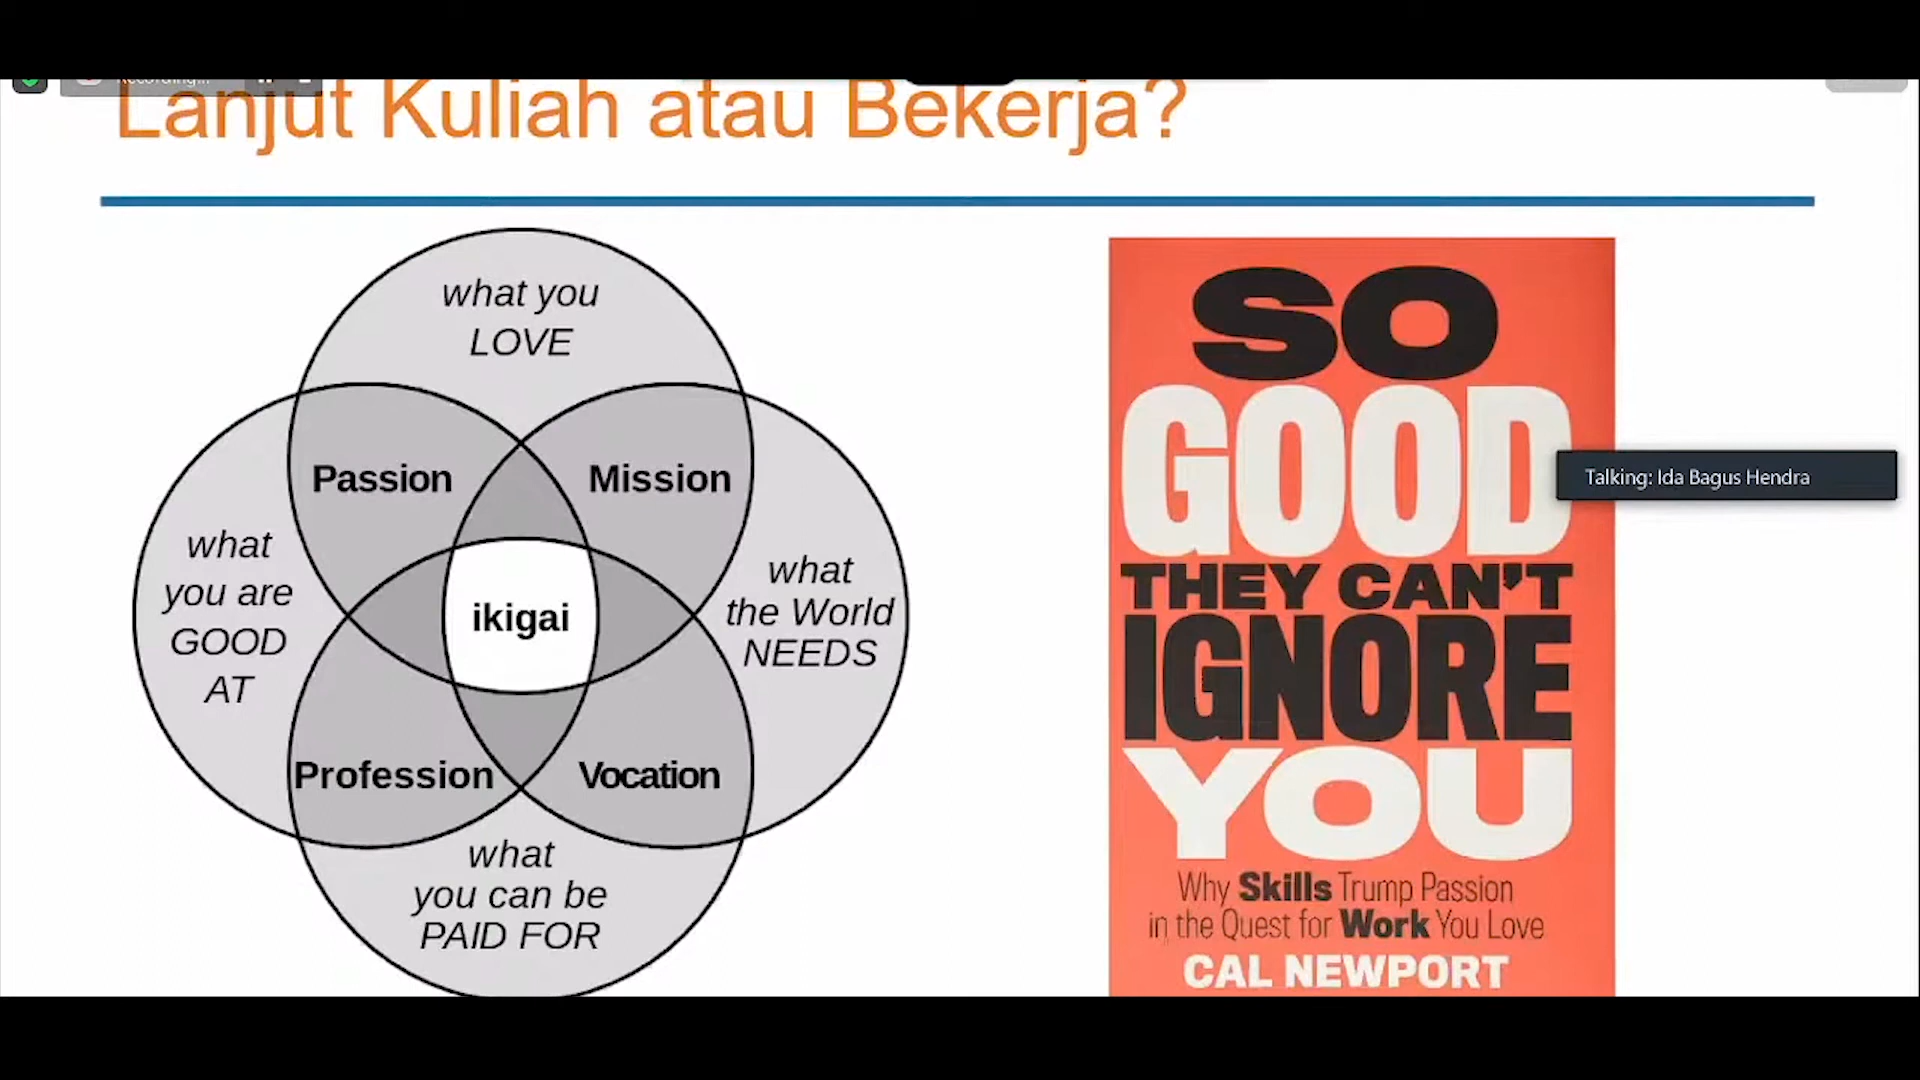 Recording...
Lanjut Kuliah atau Bekerja?
what you
LOVE
Passion
Mission
what
you are
GOOD
AT
ikigai
what
the World
NEEDS
Profession
Vocation
what
you can be
PAID FOR
SO
GOOD
THEY CAN'T
IGNORE
YOU
Why Skills Trump Passion
in the Quest for Work You Love
CAL NEWPORT
Talking: Ida Bagus Hendra